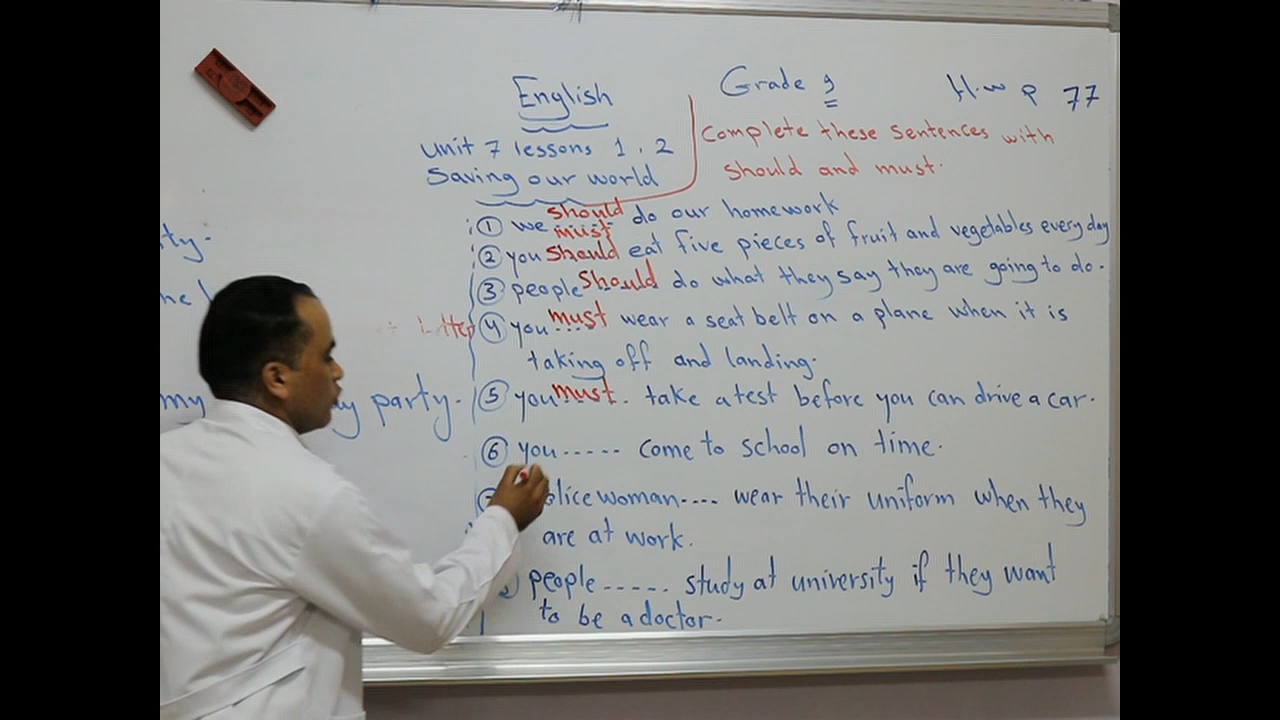 English
Grade 9
H.w P 77
unit 7 lessons 1, 2
Saving our world
Complete these sentences with
should and must.
① we should do our homework
must
② you should eat five pieces of fruit and vegetables every day
③ people should do what they say they are going to do.
④ you must wear a seat belt on a plane when it is
taking off and landing.
⑤ you must take a test before you can drive a car.
⑥ you ----- come to school on time.
woman---- wear their uniform when they
are at work.
people ----- study at university if they want
to be a doctor.
my
party.